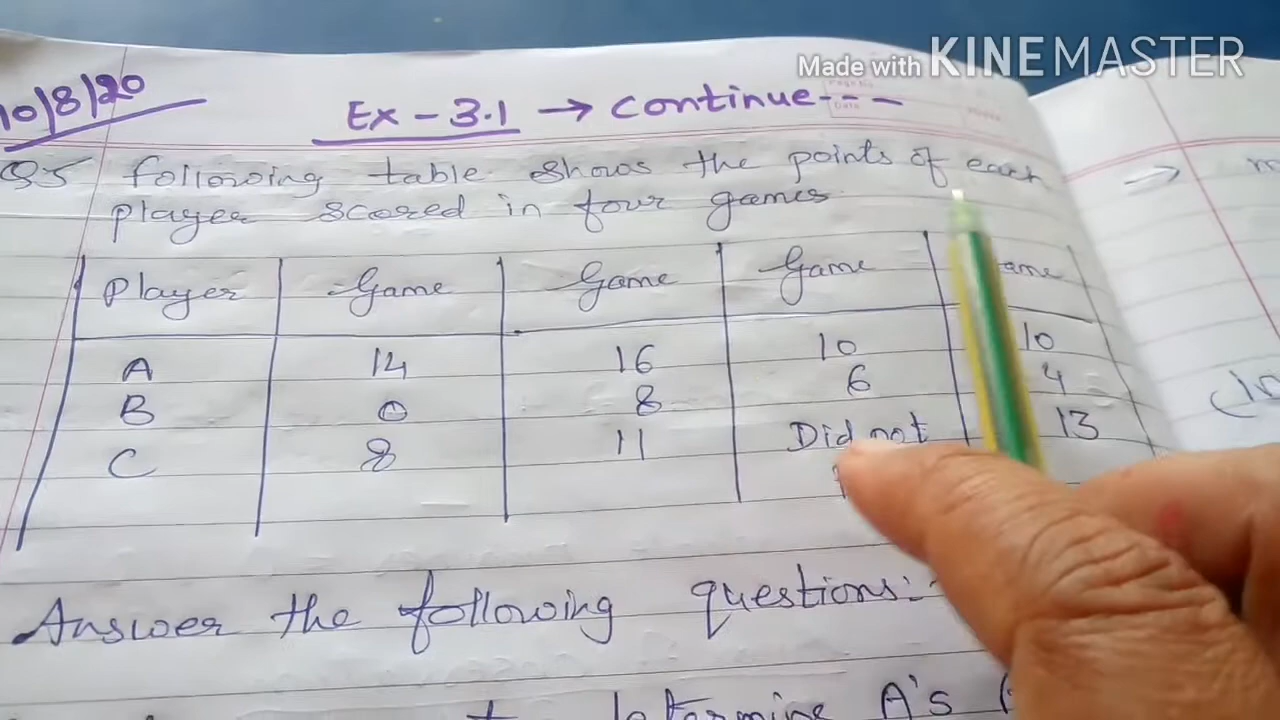 Made with KINEMASTER
10/8/20
Ex - 3.1 → Continue----
Q5 Following table shows the points of each
player scored in four games
Player Game Game Game ame
A 14 16 10 10
B 0 8 6 4
C 8 11 Did not 13
Answer the following questions:-
determine A's